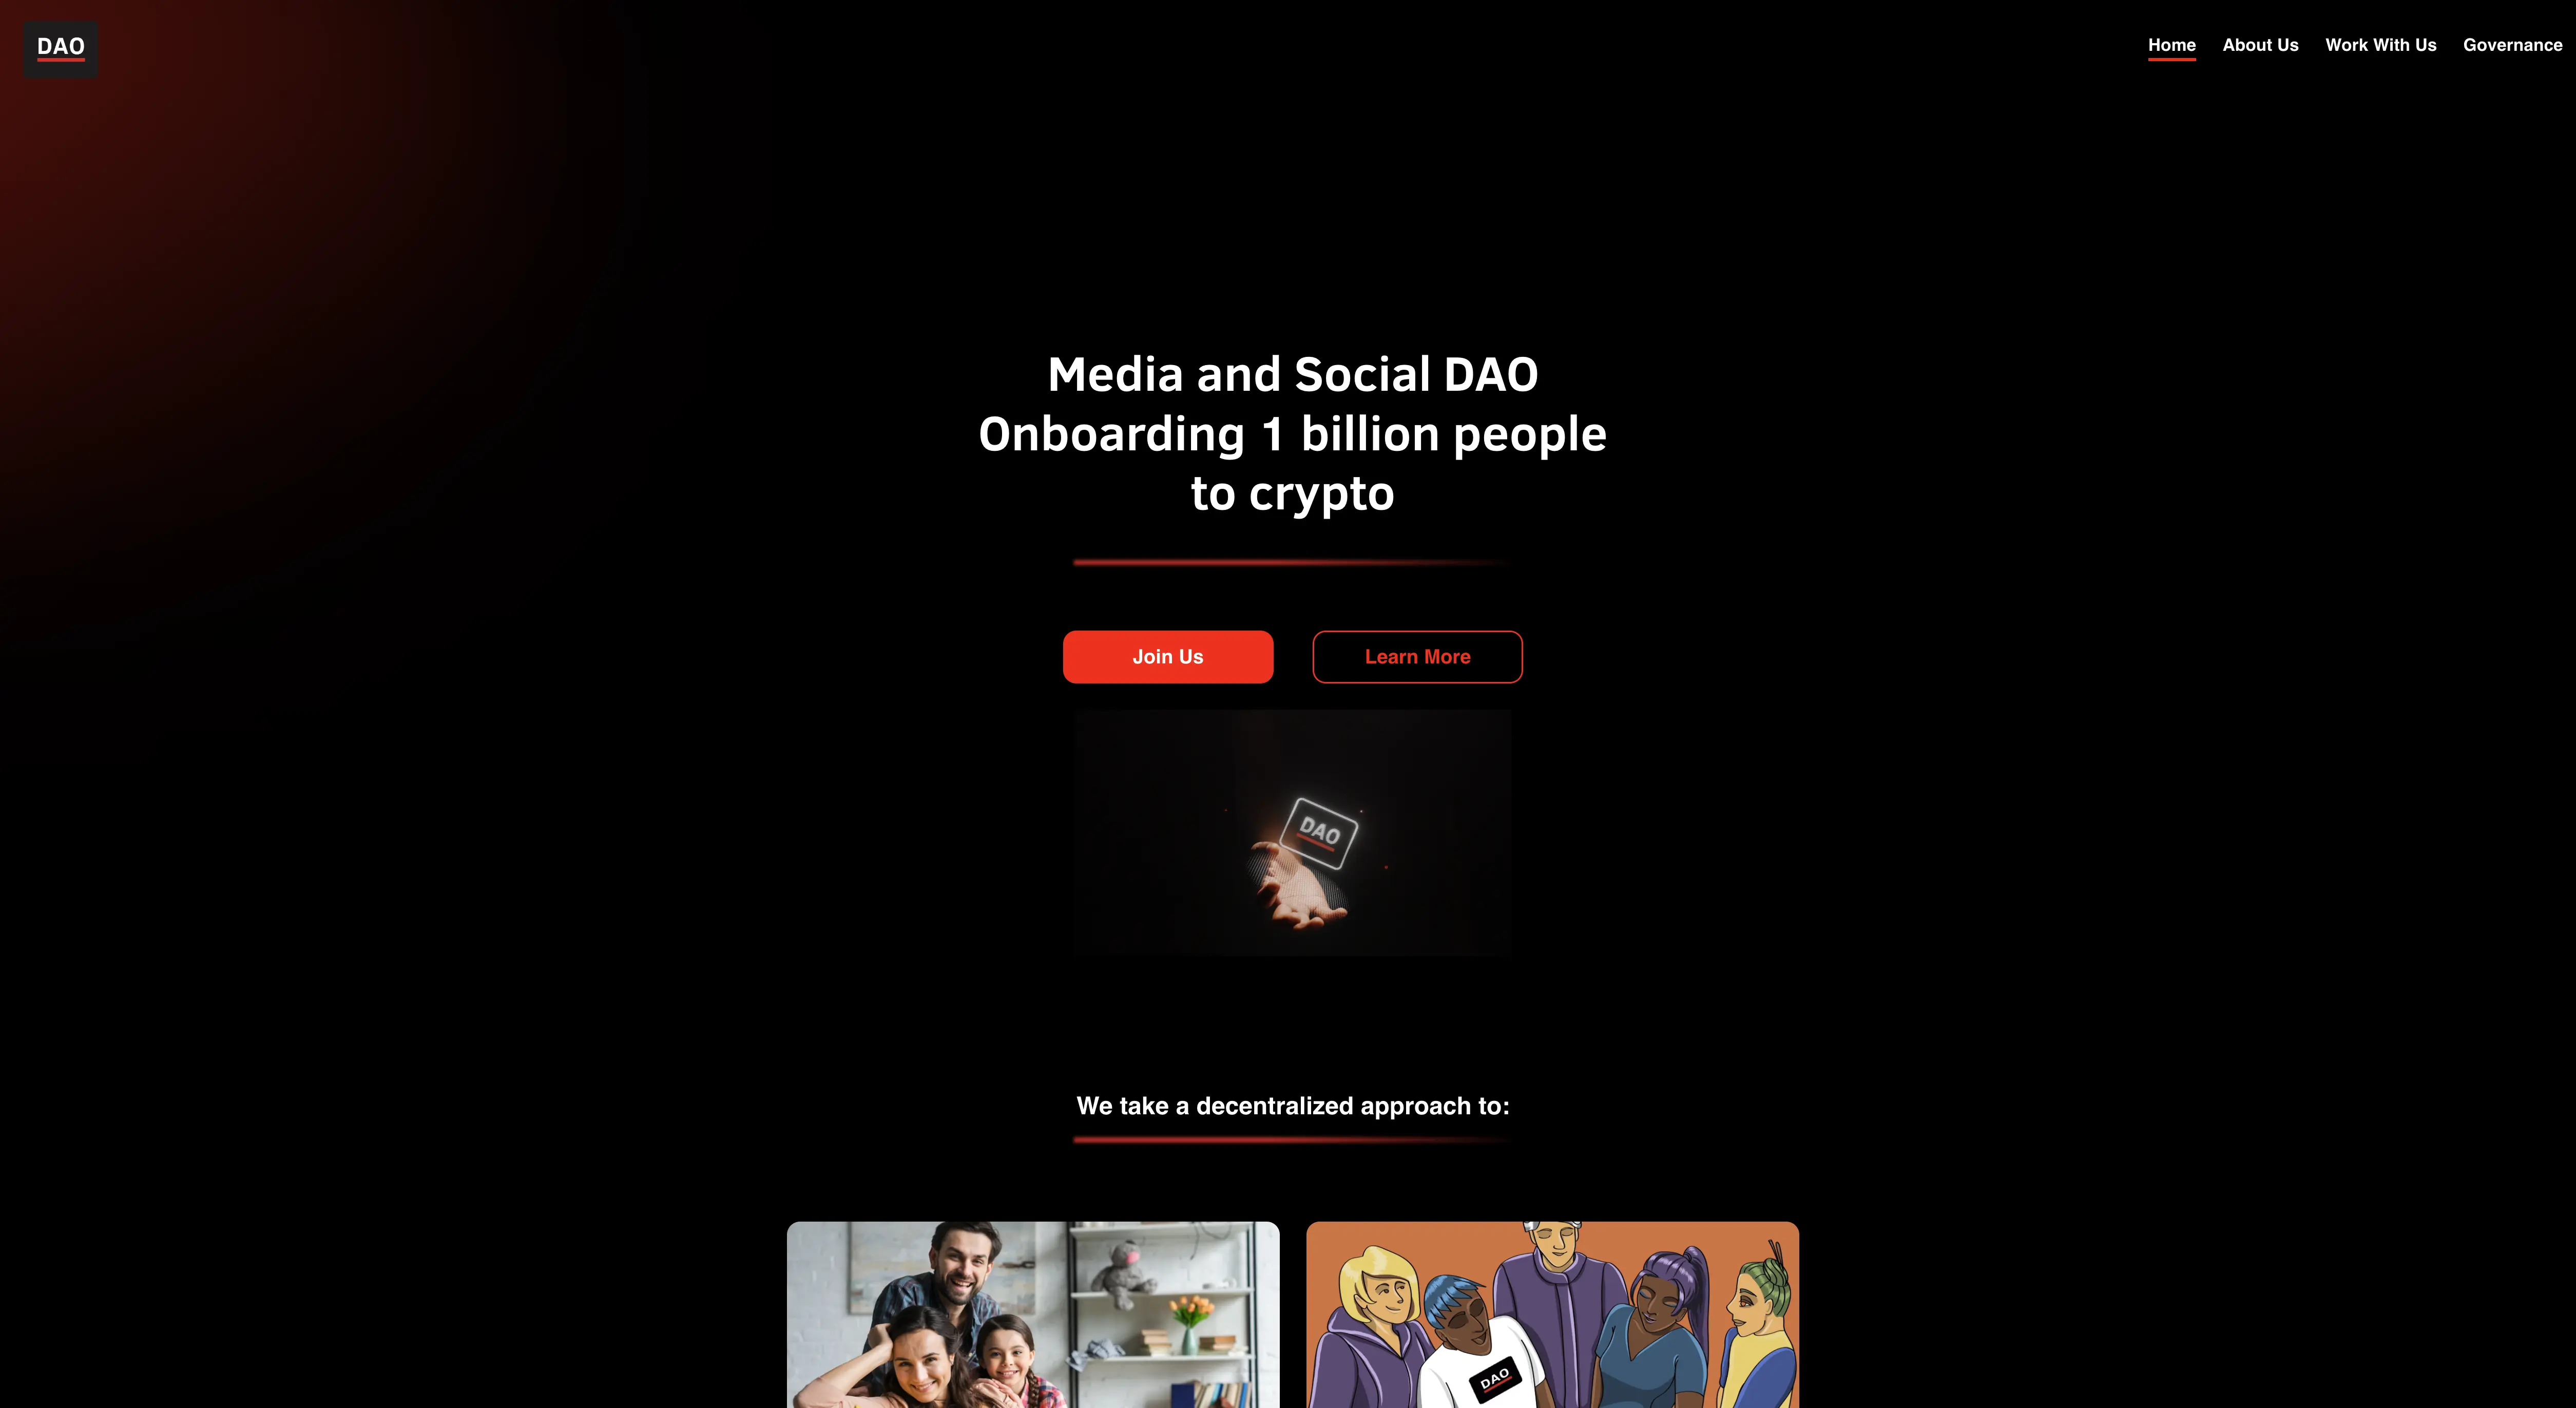 DAO
Home About Us Work With Us Governance
Media and Social DAO
Onboarding 1 billion people
to crypto
Join Us Learn More
DAO
We take a decentralized approach to:
DAO